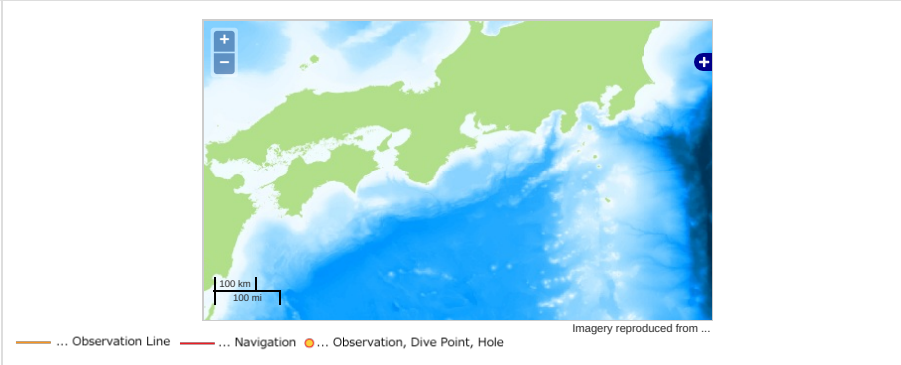 +
−
+
100 km
100 mi
Imagery reproduced from ...
... Observation Line ... Navigation ... Observation, Dive Point, Hole